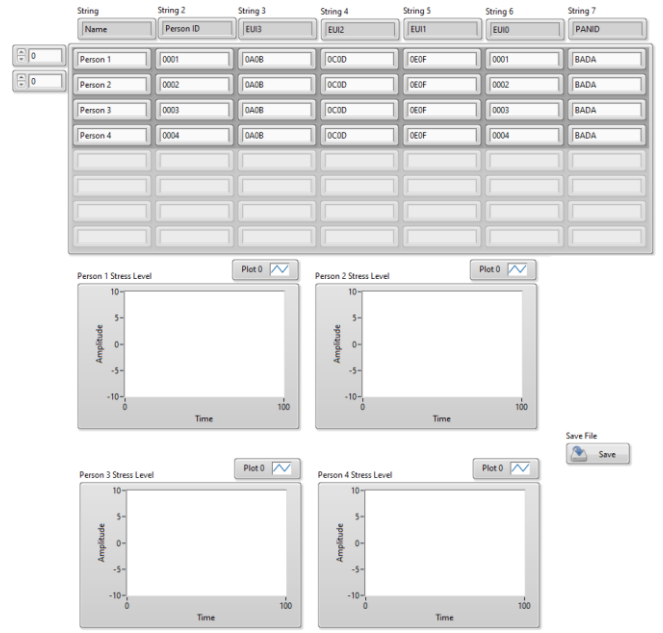 String String 2 String 3 String 4 String 5 String 6 String 7
Name Person ID EUI3 EUI2 EUI1 EUI0 PANID
0 Person 1 0001 0A0B 0C0D 0E0F 0001 BADA
0 Person 2 0002 0A0B 0C0D 0E0F 0002 BADA
Person 3 0003 0A0B 0C0D 0E0F 0003 BADA
Person 4 0004 0A0B 0C0D 0E0F 0004 BADA
Person 1 Stress Level Plot 0
10
5
0
-5
-10
Amplitude
0 100
Time
Person 2 Stress Level Plot 0
10
5
0
-5
-10
Amplitude
0 100
Time
Save File
Save
Person 3 Stress Level Plot 0
10
5
0
-5
-10
Amplitude
0 100
Time
Person 4 Stress Level Plot 0
10
5
0
-5
-10
Amplitude
0 100
Time